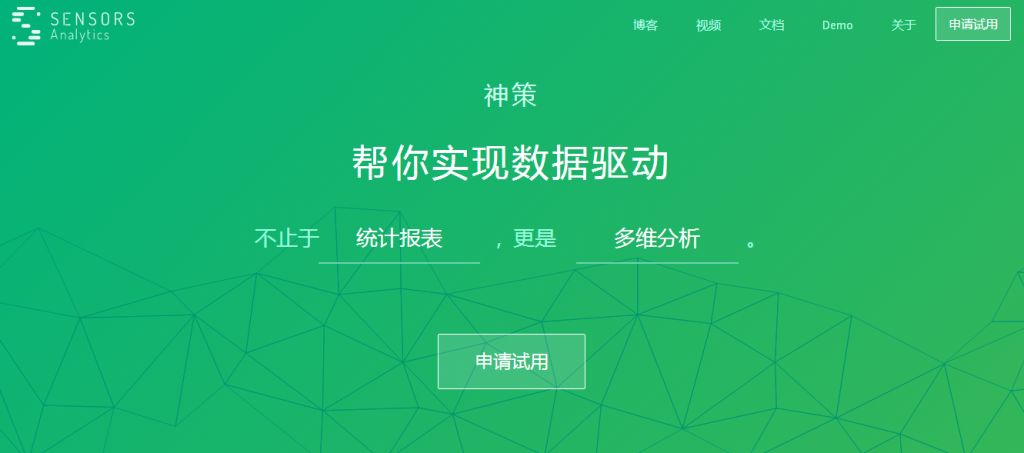 SENSORS
Analytics
博客 视频 文档 Demo 关于 申请试用
神策
帮你实现数据驱动
不止于 统计报表 ，更是 多维分析 。
申请试用